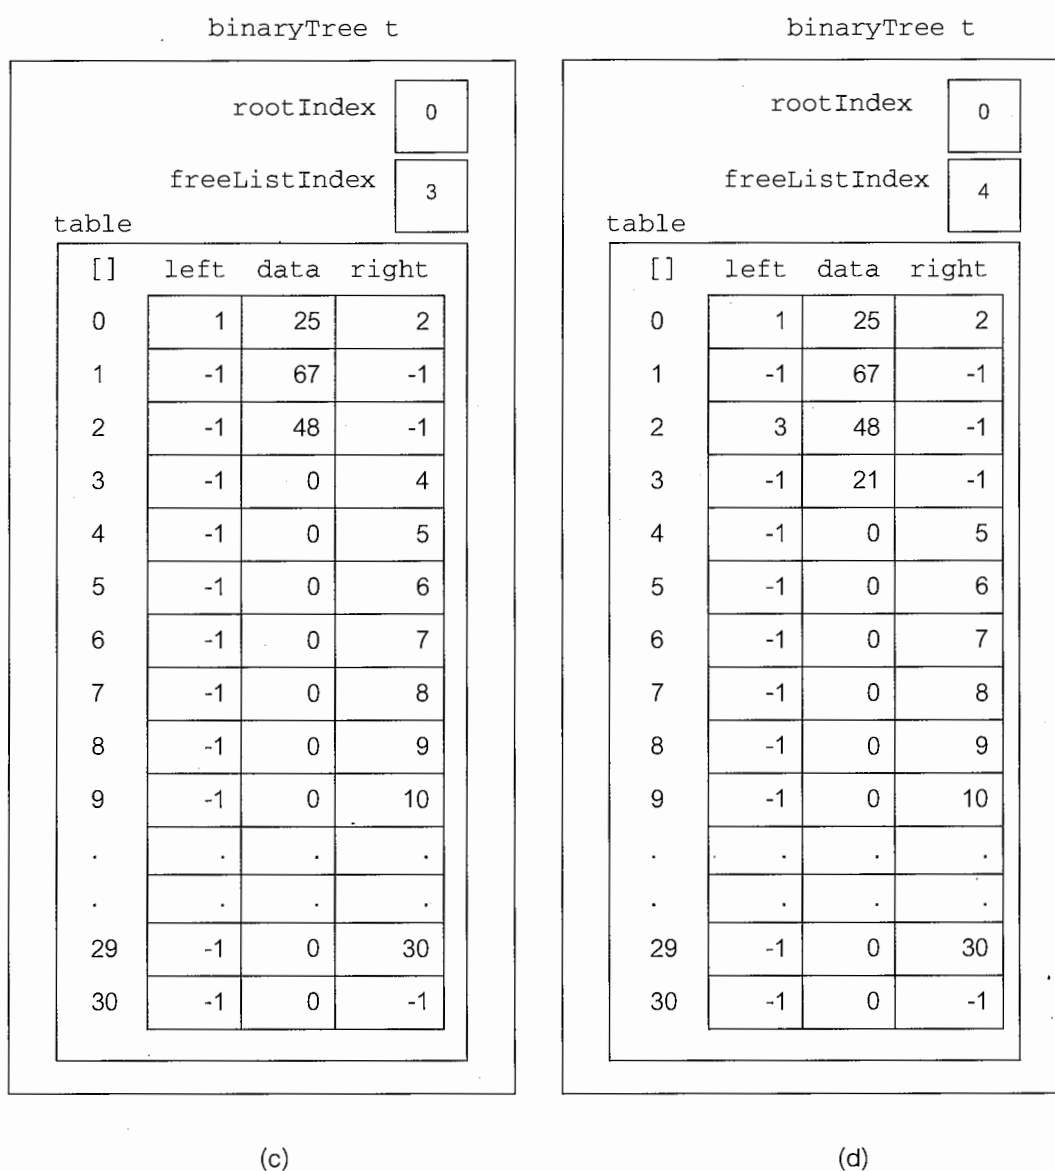 binaryTree t
rootIndex 0
freeListIndex 3
table
[] left data right
0 1 25 2
1 -1 67 -1
2 -1 48 -1
3 -1 0 4
4 -1 0 5
5 -1 0 6
6 -1 0 7
7 -1 0 8
8 -1 0 9
9 -1 0 10
. . . .
. . . .
29 -1 0 30
30 -1 0 -1
(c)
binaryTree t
rootIndex 0
freeListIndex 4
table
[] left data right
0 1 25 2
1 -1 67 -1
2 3 48 -1
3 -1 21 -1
4 -1 0 5
5 -1 0 6
6 -1 0 7
7 -1 0 8
8 -1 0 9
9 -1 0 10
. . . .
. . . .
29 -1 0 30
30 -1 0 -1
(d)